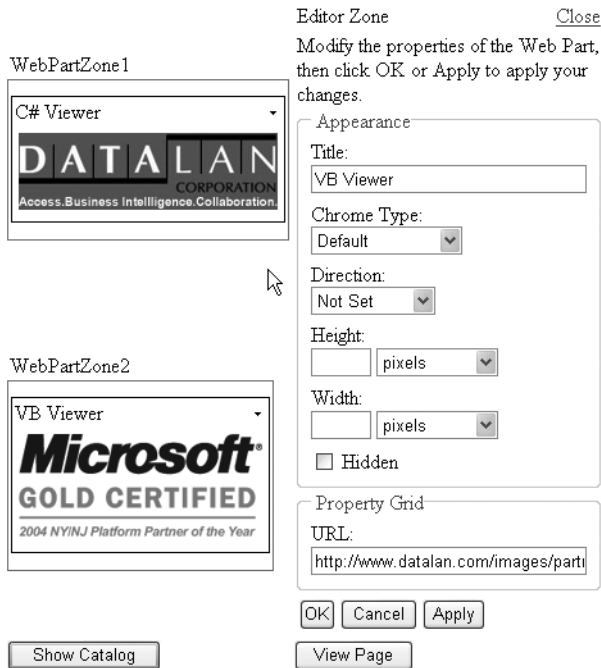 WebPartZone1
C# Viewer
DATALAN
CORPORATION
Access.Business Intellligence.Collaboration.
WebPartZone2
VB Viewer
Microsoft®
GOLD CERTIFIED
2004 NY/NJ Platform Partner of the Year
Show Catalog
Editor Zone Close
Modify the properties of the Web Part,
then click OK or Apply to apply your
changes.
Appearance
Title:
VB Viewer
Chrome Type:
Default
Direction:
Not Set
Height:
pixels
Width:
pixels
Hidden
Property Grid
URL:
http://www.datalan.com/images/part
OK Cancel Apply
View Page